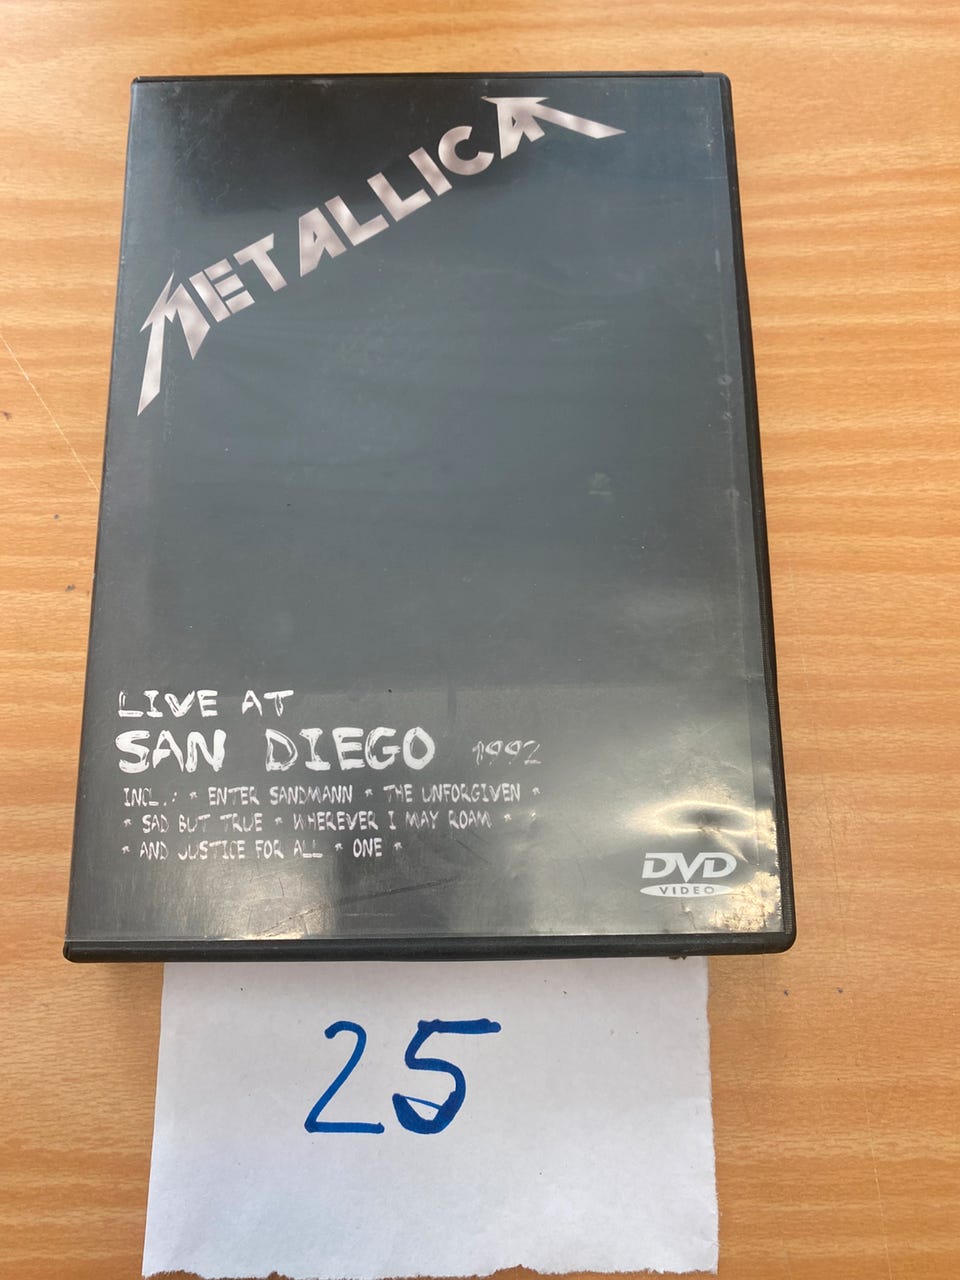 METALLICA
LIVE AT
SAN DIEGO 1992
INCL.: * ENTER SANDMANN * THE UNFORGIVEN *
* SAD BUT TRUE * WHEREVER I MAY ROAM *
* AND JUSTICE FOR ALL * ONE *
DVD
VIDEO
25